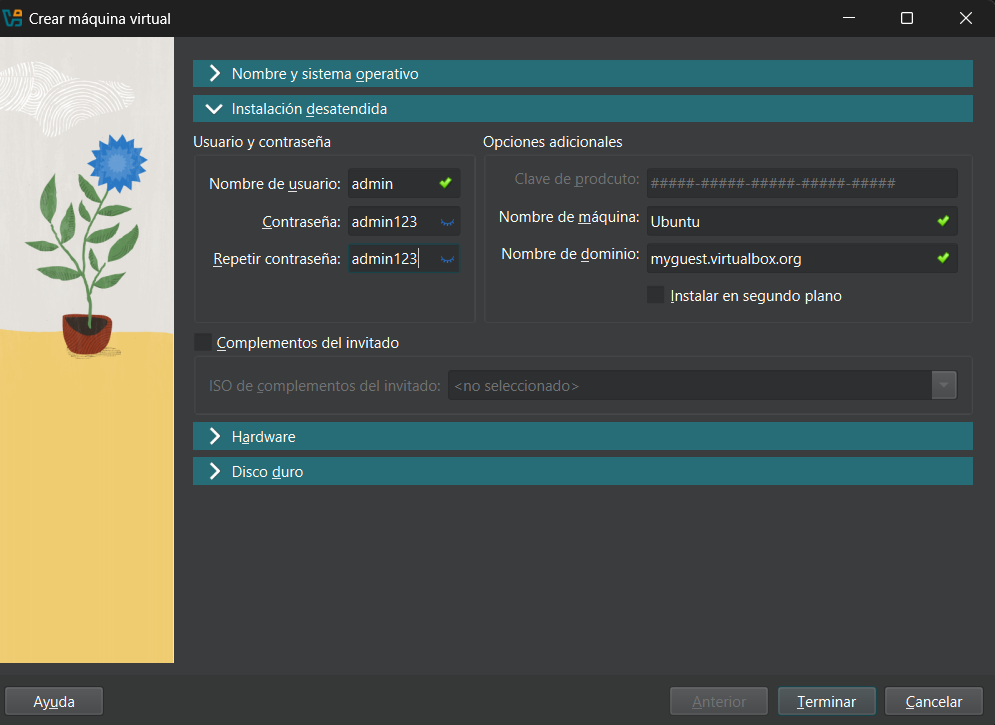 Crear máquina virtual
Nombre y sistema operativo
Instalación desatendida
Usuario y contraseña
Opciones adicionales
Nombre de usuario: admin
Clave de prodcuto: #####-#####-#####-#####-#####
Contraseña: admin123
Nombre de máquina: Ubuntu
Repetir contraseña: admin123
Nombre de dominio: myguest.virtualbox.org
Instalar en segundo plano
Complementos del invitado
ISO de complementos del invitado: <no seleccionado>
Hardware
Disco duro
Ayuda
Anterior
Terminar
Cancelar